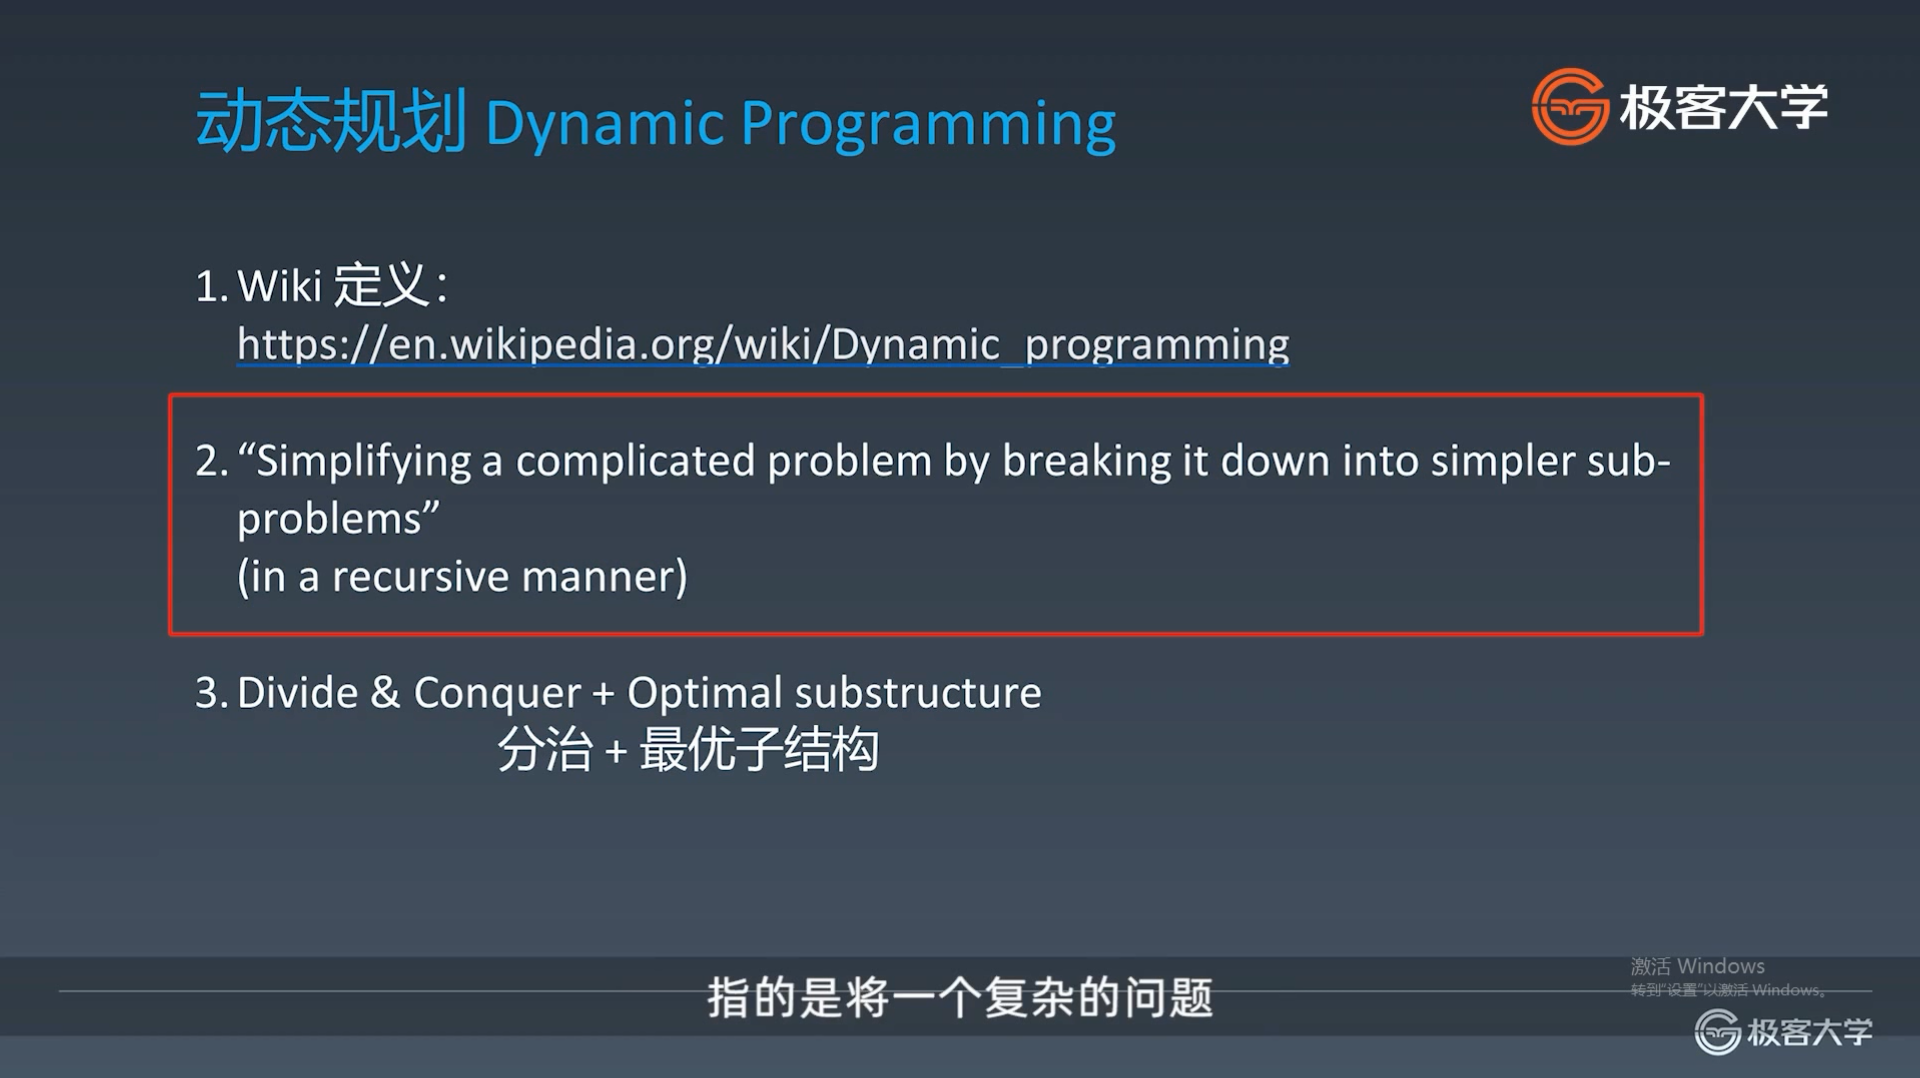 动态规划 Dynamic Programming
极客大学
1. Wiki 定义：
https://en.wikipedia.org/wiki/Dynamic_programming
2. “Simplifying a complicated problem by breaking it down into simpler sub-
problems”
(in a recursive manner)
3. Divide & Conquer + Optimal substructure
分治 + 最优子结构
指的是将一个复杂的问题
激活 Windows
转到“设置”以激活 Windows。
极客大学